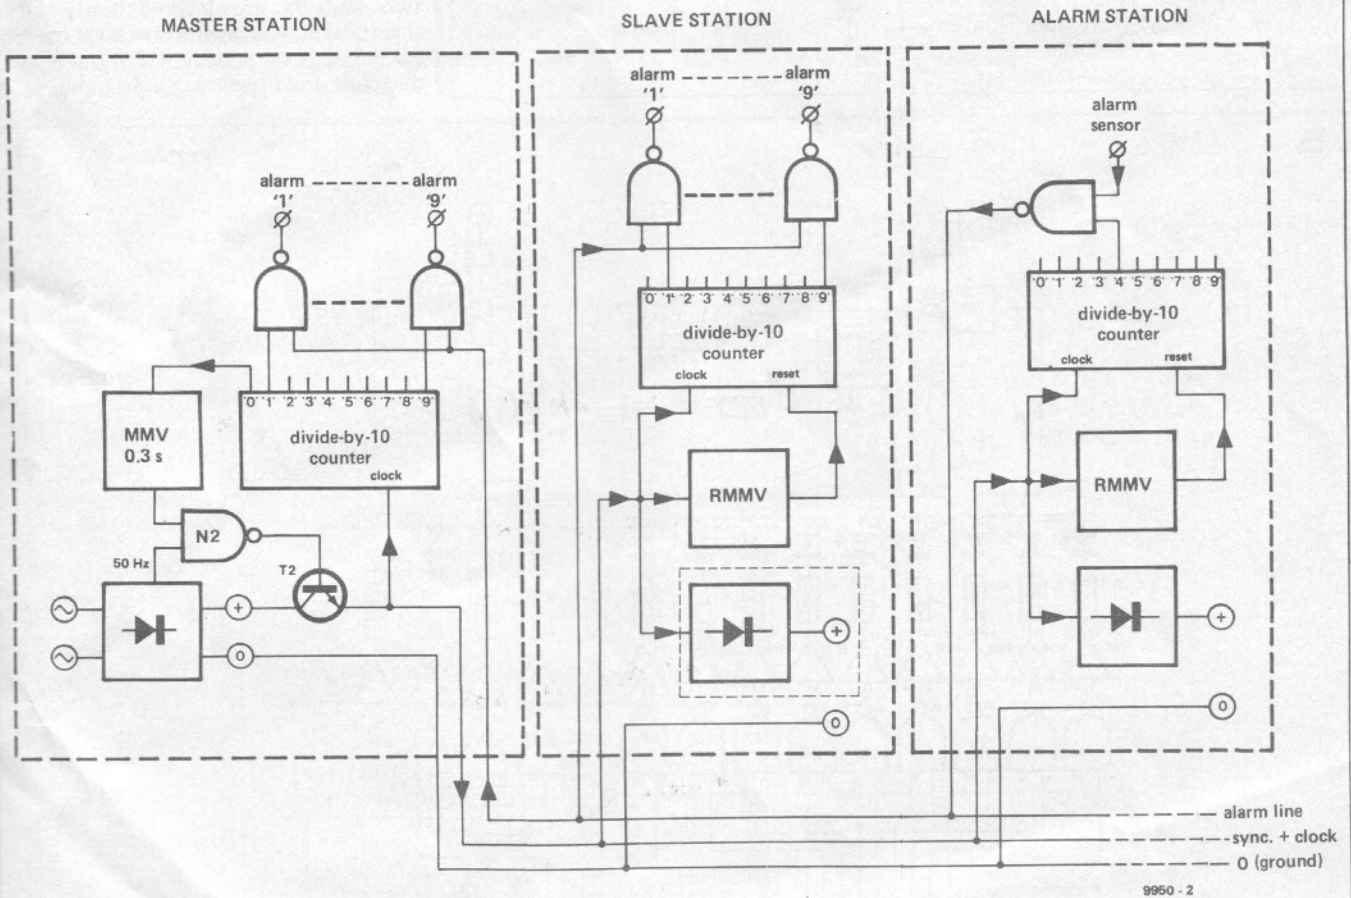 MASTER STATION
SLAVE STATION
ALARM STATION
alarm alarm
'1' '9'
N2
MMV
0.3 s
'0' '1' '2' '3' '4' '5' '6' '7' '8' '9'
divide-by-10
counter
clock
50 Hz
T2
+
0
alarm alarm
'1' '9'
'0' '1' '2' '3' '4' '5' '6' '7' '8' '9'
divide-by-10
counter
clock reset
RMMV
+
0
alarm
sensor
'0' '1' '2' '3' '4' '5' '6' '7' '8' '9'
divide-by-10
counter
clock reset
RMMV
+
0
alarm line
sync. + clock
0 (ground)
9950 - 2